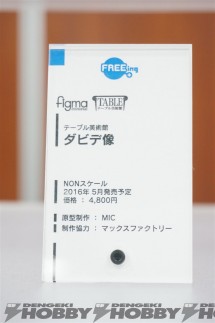 FREEing
figma TABLE
テーブル美術館
テーブル美術館
ダビデ像
NONスケール
2016年5月発売予定
価格 : 4,800円
原型制作 : MIC
制作協力 : マックスファクトリー
DENGEKI HOBBY DENGEKI HOBBY DENGEKI HOBBY